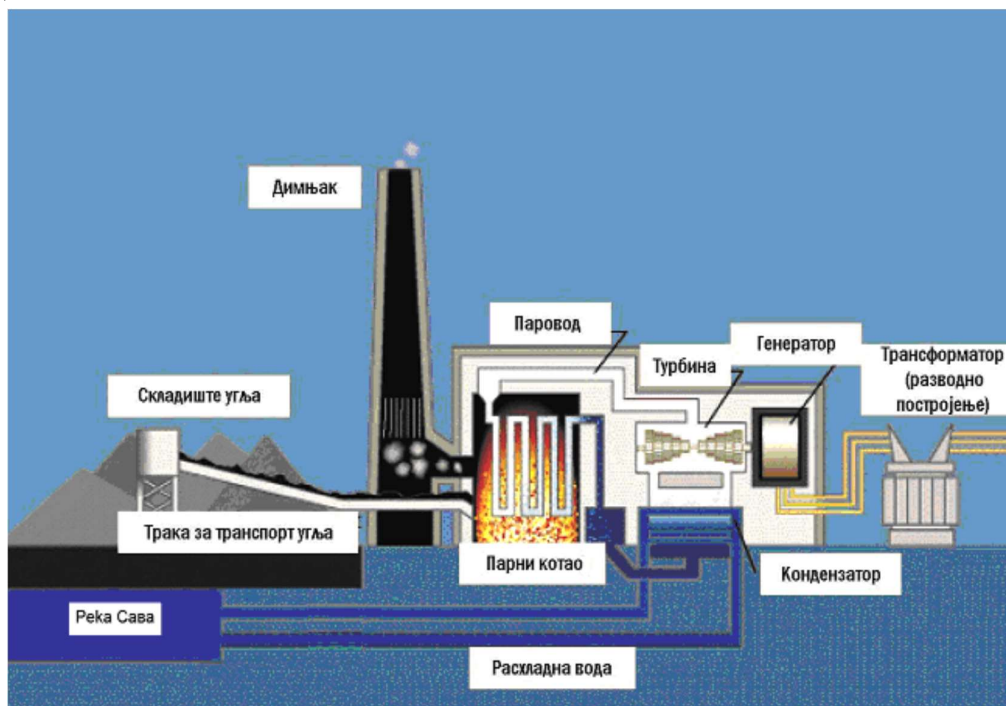 Димњак
Паровод
Генератор
Турбина
Трансформатор
(разводно
постројење)
Складиште угља
Трака за транспорт угља
Парни котао
Кондензатор
Река Сава
Расхладна вода